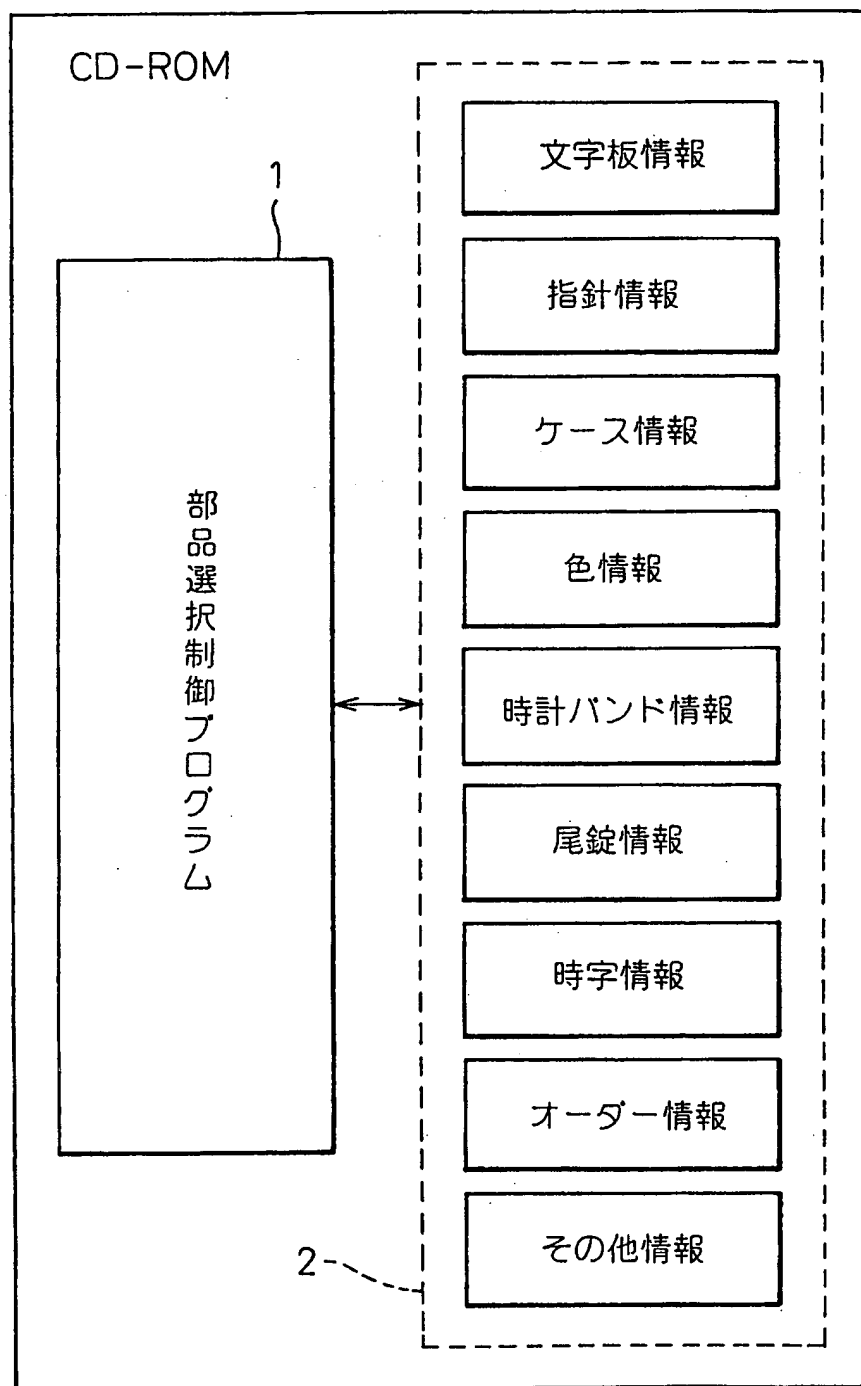 CD-ROM
1
部品選択制御プログラム
文字板情報
指針情報
ケース情報
色情報
時計バンド情報
尾錠情報
時字情報
オーダー情報
その他情報
2